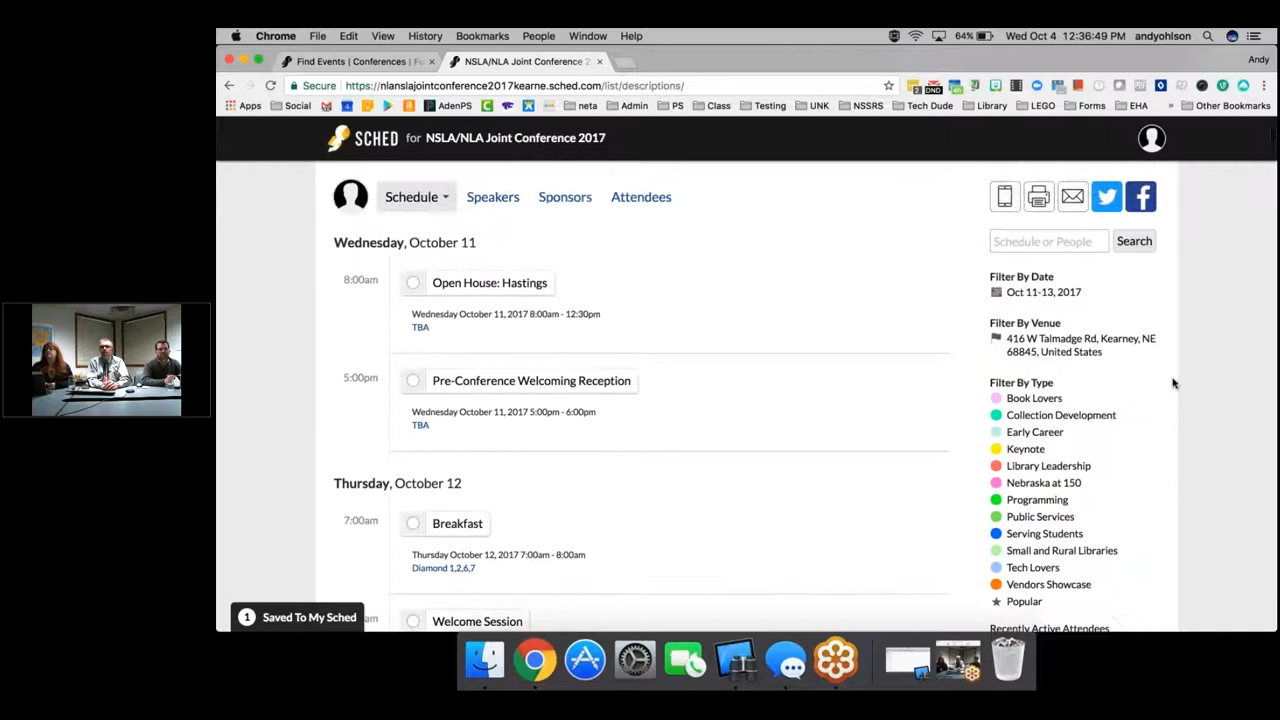 Chrome File Edit View History Bookmarks People Window Help 64% Wed Oct 4 12:36:49 PM andyohlson
Find Events | Conferences | Fe NSLA/NLA Joint Conference 2 Andy
Secure https://nlanslajointconference2017kearne.sched.com/list/descriptions/
Apps Social AdenPS neta Admin PS Class Testing UNK NSSRS Tech Dude Library LEGO Forms EHA » Other Bookmarks
SCHED for NSLA/NLA Joint Conference 2017
Schedule Speakers Sponsors Attendees
Wednesday, October 11
8:00am Open House: Hastings
Wednesday October 11, 2017 8:00am - 12:30pm
TBA
5:00pm Pre-Conference Welcoming Reception
Wednesday October 11, 2017 5:00pm - 6:00pm
TBA
Thursday, October 12
7:00am Breakfast
Thursday October 12, 2017 7:00am - 8:00am
Diamond 1,2,6,7
am Welcome Session
1 Saved To My Sched
Schedule or People Search
Filter By Date
Oct 11-13, 2017
Filter By Venue
416 W Talmadge Rd, Kearney, NE
68845, United States
Filter By Type
Book Lovers
Collection Development
Early Career
Keynote
Library Leadership
Nebraska at 150
Programming
Public Services
Serving Students
Small and Rural Libraries
Tech Lovers
Vendors Showcase
Popular
Recently Active Attendees